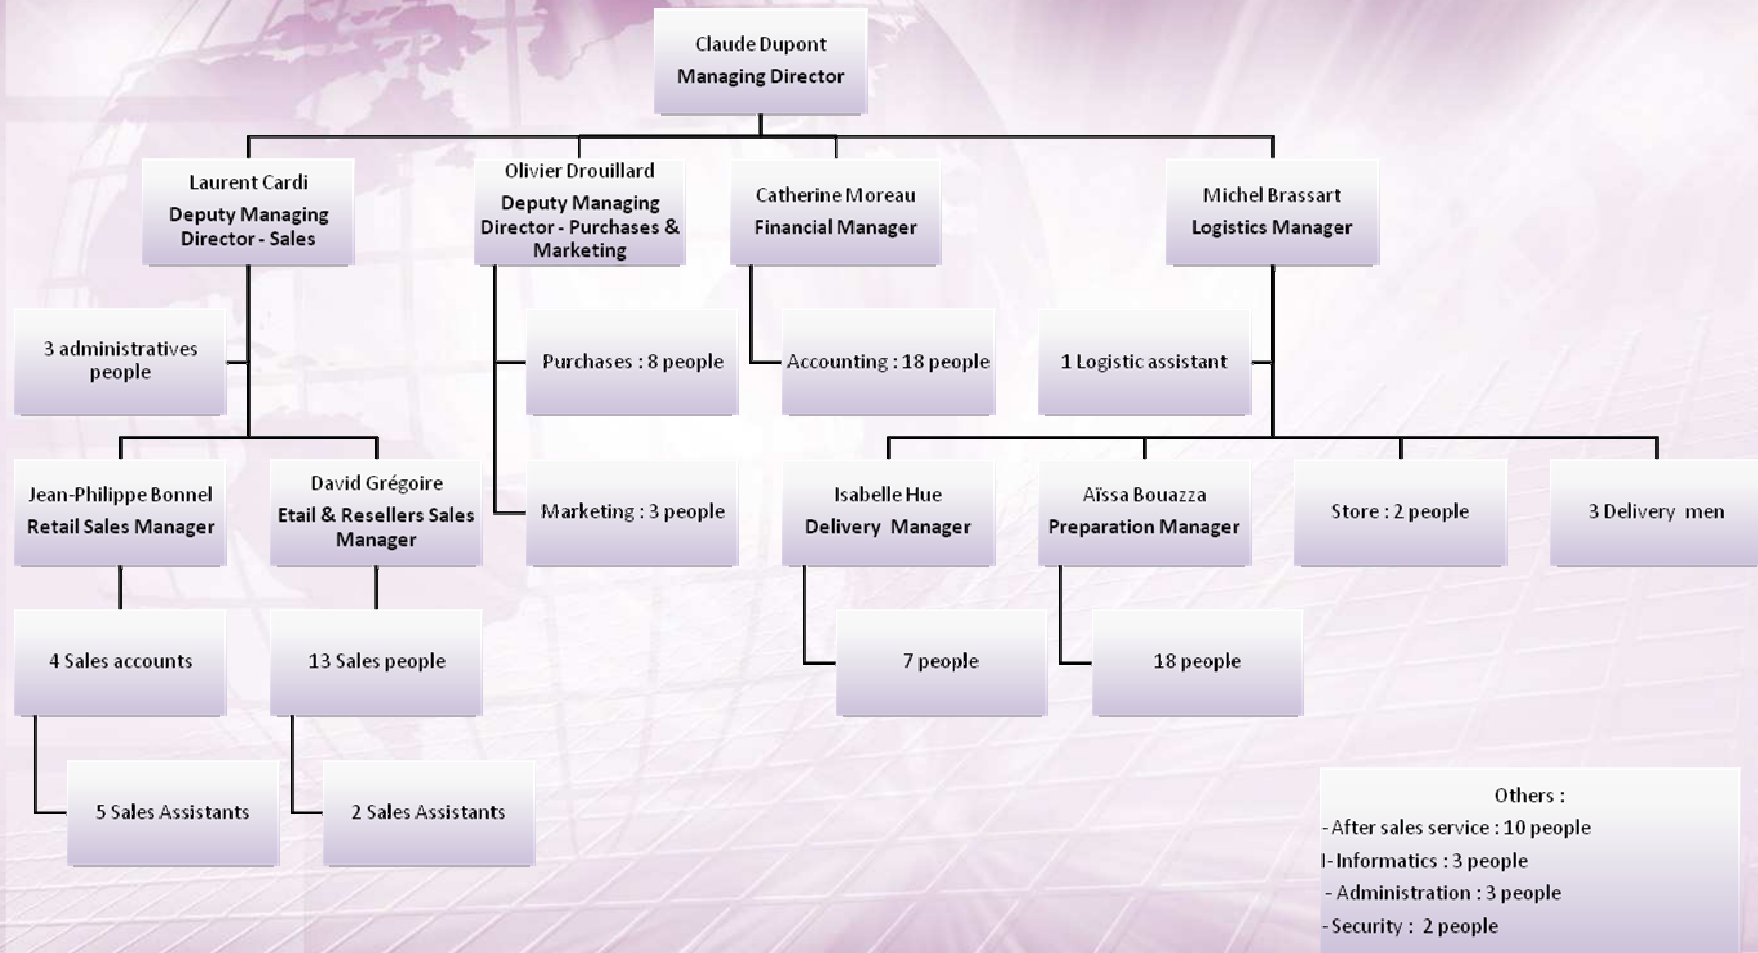 Claude Dupont
Managing Director
Laurent Cardi
Deputy Managing
Director - Sales
Olivier Drouillard
Deputy Managing
Director - Purchases &
Marketing
Catherine Moreau
Financial Manager
Michel Brassart
Logistics Manager
3 administratives
people
Purchases : 8 people
Accounting : 18 people
1 Logistic assistant
Jean-Philippe Bonnel
Retail Sales Manager
David Grégoire
Etail & Resellers Sales
Manager
Marketing : 3 people
Isabelle Hue
Delivery Manager
Aïssa Bouazza
Preparation Manager
Store : 2 people
3 Delivery men
4 Sales accounts
13 Sales people
7 people
18 people
5 Sales Assistants
2 Sales Assistants
Others :
- After sales service : 10 people
I- Informatics : 3 people
- Administration : 3 people
- Security : 2 people